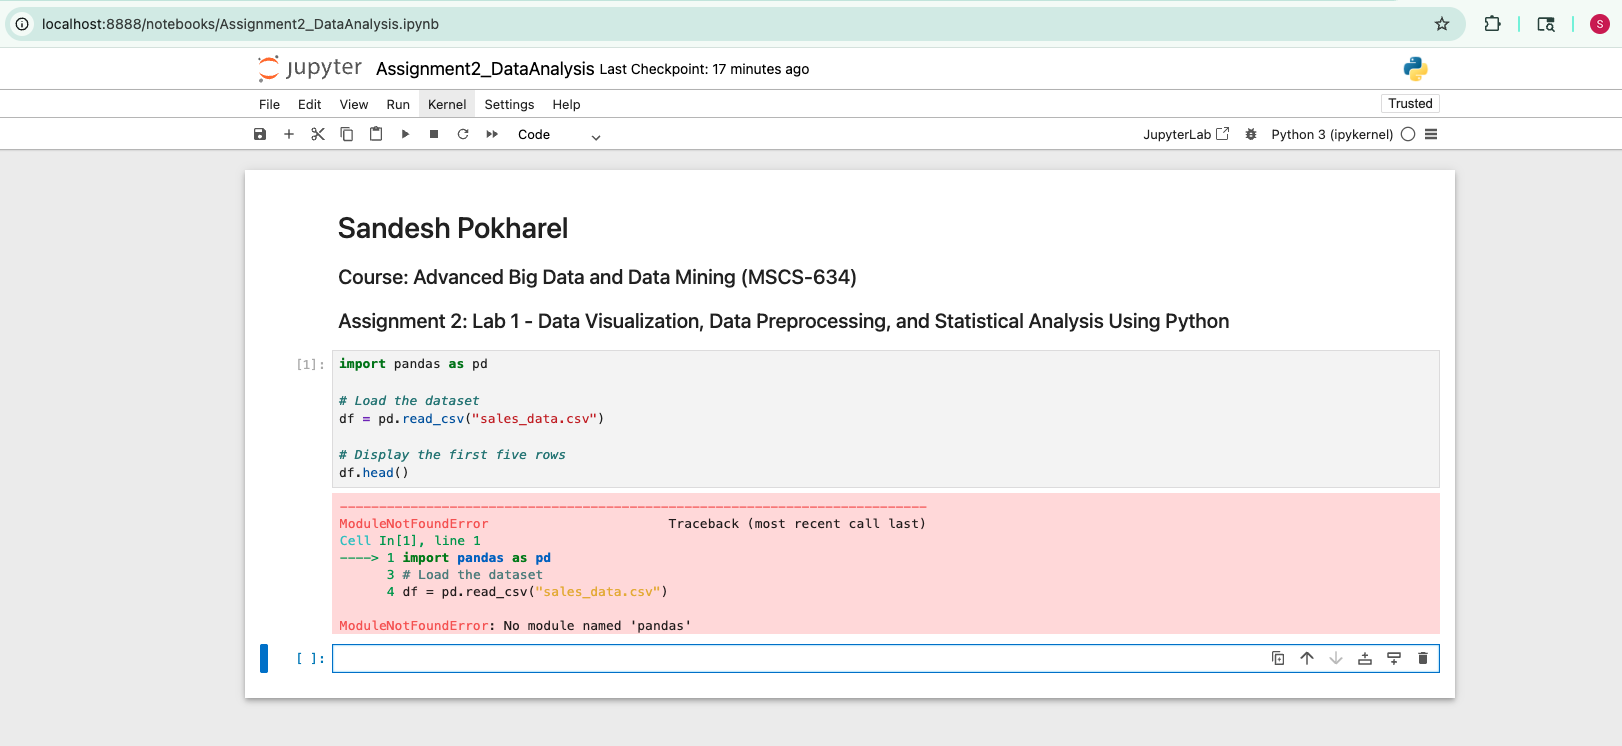 localhost:8888/notebooks/Assignment2_DataAnalysis.ipynb
S
jupyter Assignment2_DataAnalysis Last Checkpoint: 17 minutes ago
File Edit View Run Kernel Settings Help
Trusted
Code
JupyterLab
Python 3 (ipykernel)
Sandesh Pokharel
Course: Advanced Big Data and Data Mining (MSCS-634)
Assignment 2: Lab 1 - Data Visualization, Data Preprocessing, and Statistical Analysis Using Python
[1]: import pandas as pd
# Load the dataset
df = pd.read_csv("sales_data.csv")
# Display the first five rows
df.head()
---------------------------------------------------------------------------
ModuleNotFoundError                       Traceback (most recent call last)
Cell In[1], line 1
----> 1 import pandas as pd
      3 # Load the dataset
      4 df = pd.read_csv("sales_data.csv")
ModuleNotFoundError: No module named 'pandas'
[ ]: